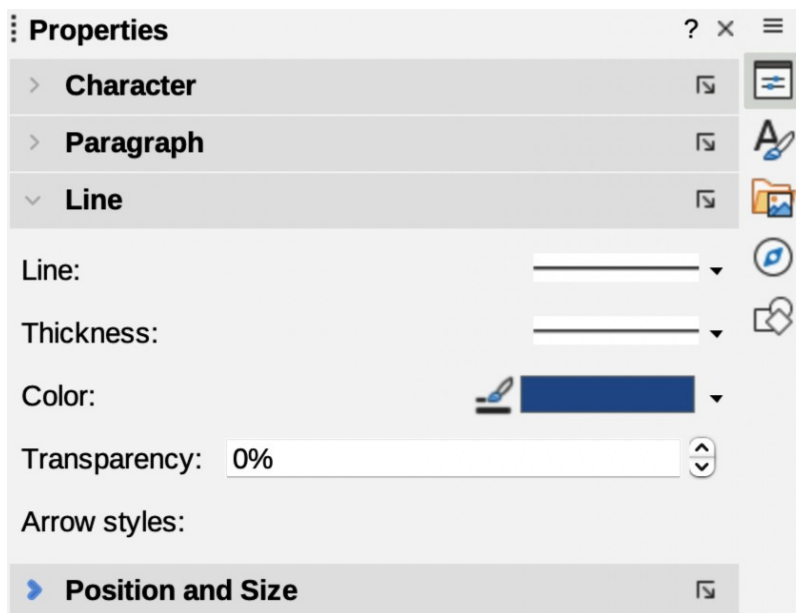 Properties ?
Character
Paragraph
Line
Line:
Thickness:
Color:
Transparency: 0%
Arrow styles:
Position and Size